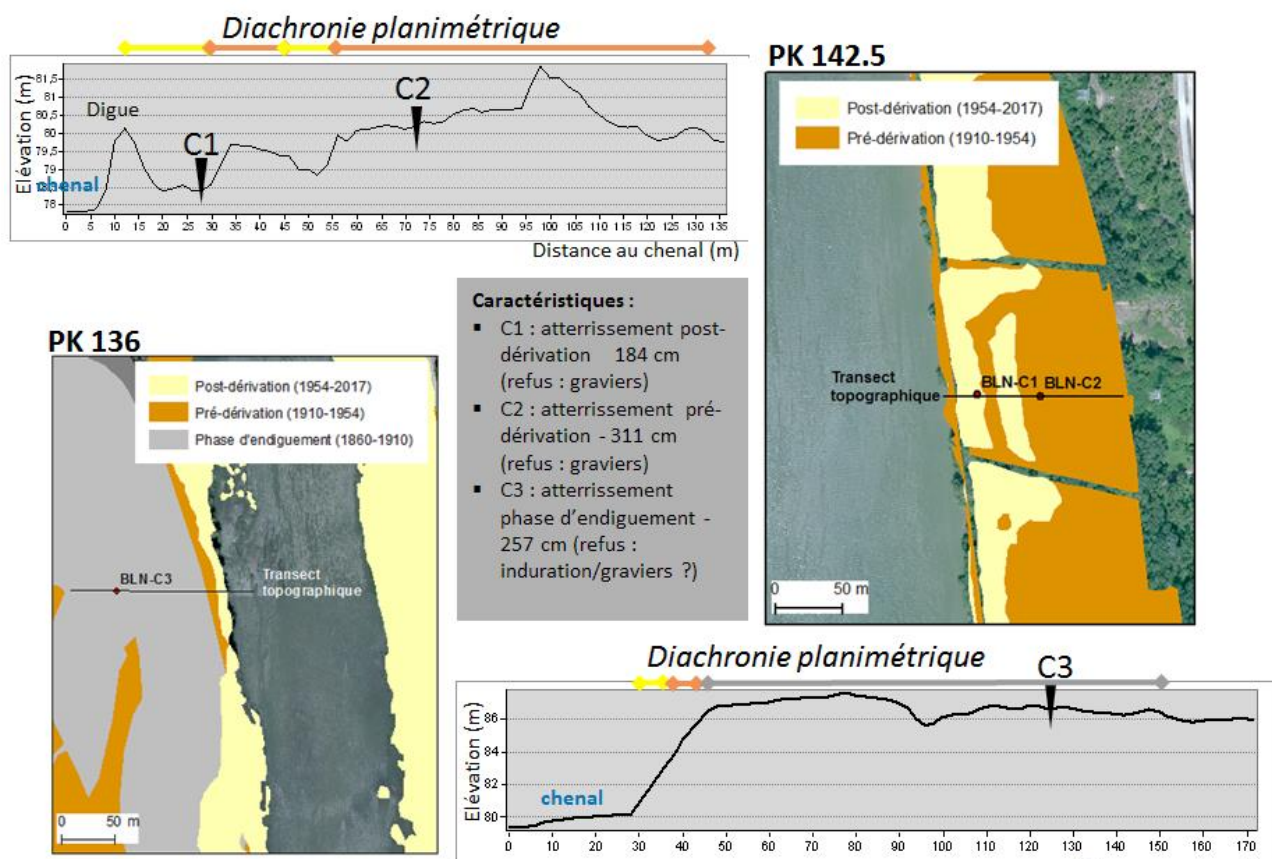 Diachronie planimétrique
Elévation (m)
81,5
81
80,5
80
79,5
79
78,5
78
Digue
C1
C2
chenal
0 5 10 15 20 25 30 35 40 45 50 55 60 65 70 75 80 85 90 95 100 105 110 115 120 125 130 135
Distance au chenal (m)
PK 142.5
Post-dérivation (1954-2017)
Pré-dérivation (1910-1954)
Transect
topographique
BLN-C1
BLN-C2
0 50 m
Caractéristiques :
▪ C1 : atterrissement post-
dérivation 184 cm
(refus : graviers)
▪ C2 : atterrissement pré-
dérivation - 311 cm
(refus : graviers)
▪ C3 : atterrissement
phase d'endiguement -
257 cm (refus :
induration/graviers ?)
PK 136
Post-dérivation (1954-2017)
Pré-dérivation (1910-1954)
Phase d'endiguement (1860-1910)
BLN-C3
Transect
topographique
0 50 m
Diachronie planimétrique
C3
Elévation (m)
86
84
82
80
chenal
0 10 20 30 40 50 60 70 80 90 100 110 120 130 140 150 160 170